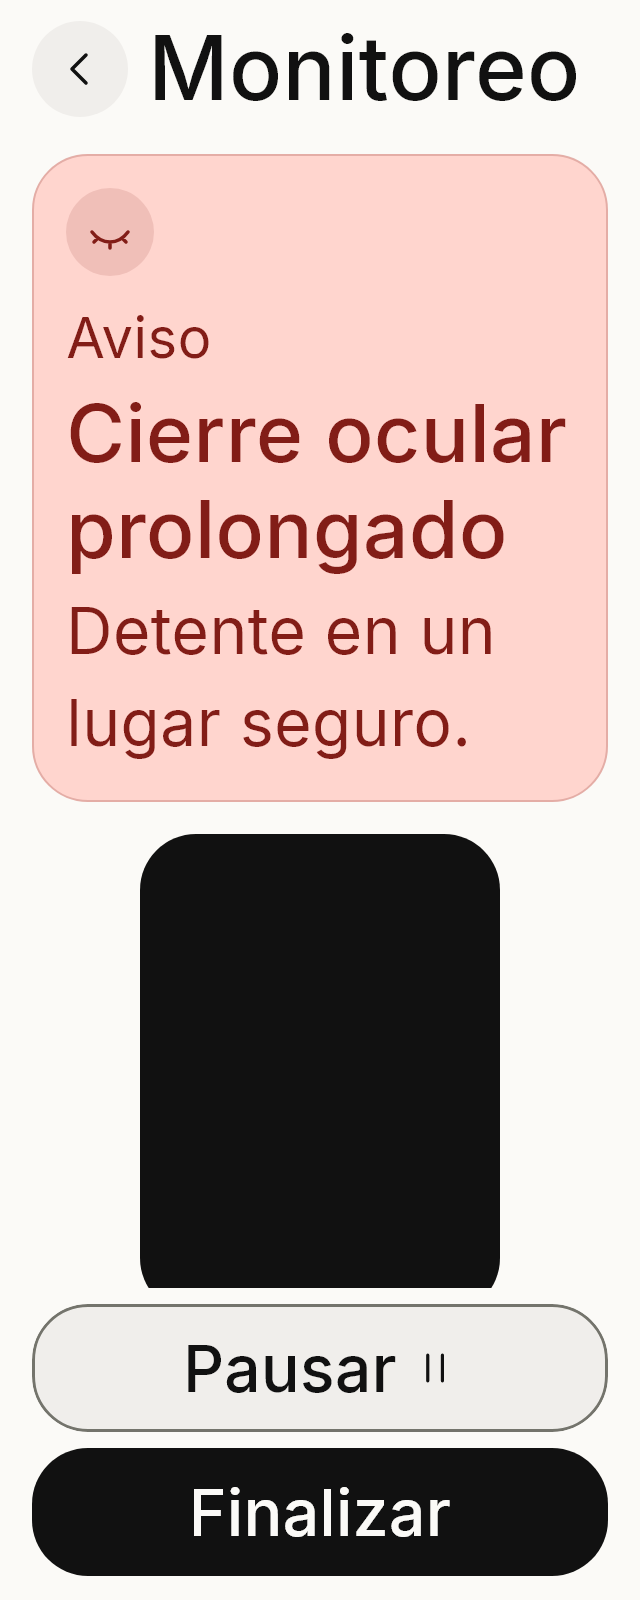 Monitoreo
Aviso
Cierre ocular
prolongado
Detente en un
lugar seguro.
Pausar
Finalizar